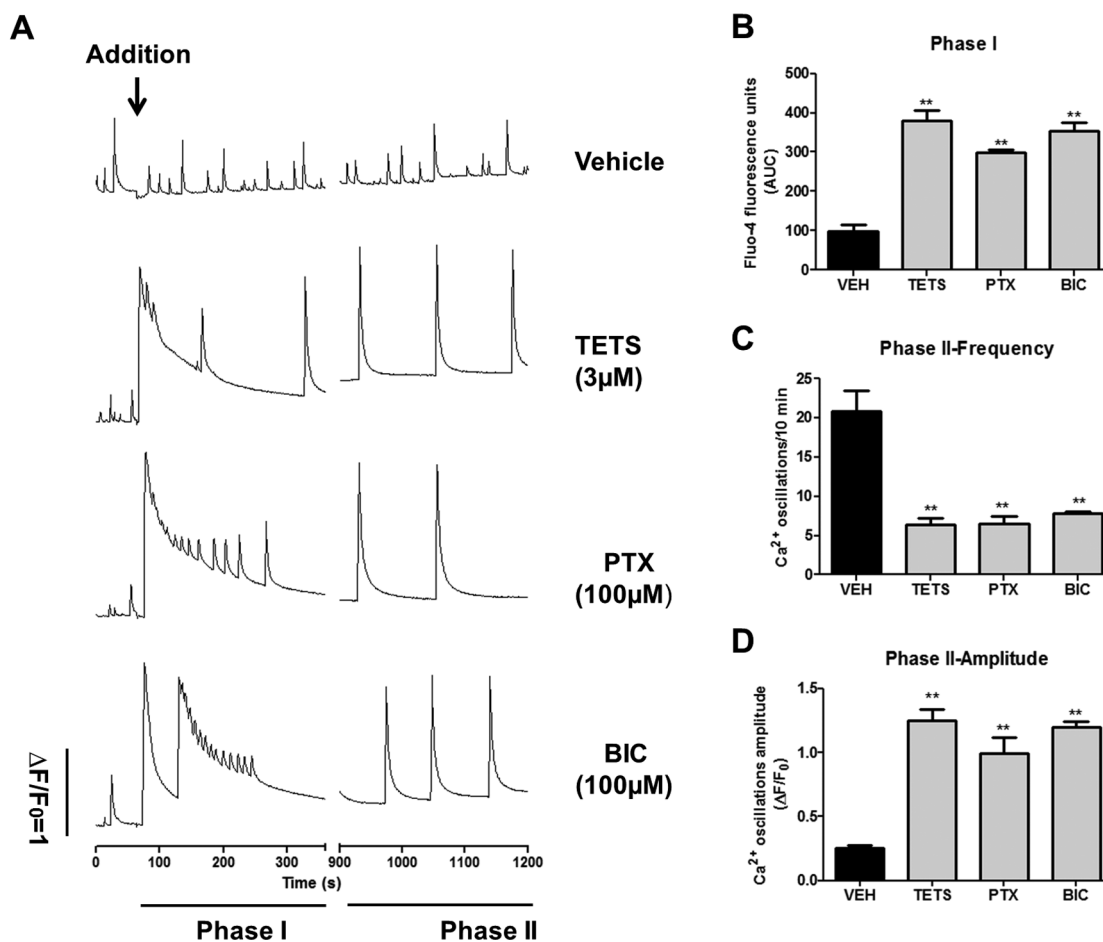 A
Addition
Vehicle
TETS
(3μM)
PTX
(100μM)
BIC
(100μM)
ΔF/F0=1
0 100 200 300 900 1000 1100 1200
Time (s)
Phase I Phase II
B
Phase I
Fluo-4 fluorescence units
(AUC)
500
400
300
200
100
0
** ** **
VEH TETS PTX BIC
C
Phase II-Frequency
Ca2+ oscillations/10 min
25
20
15
10
5
0
** ** **
VEH TETS PTX BIC
D
Phase II-Amplitude
Ca2+ oscillations amplitude
(ΔF/F0)
1.5
1.0
0.5
0.0
** ** **
VEH TETS PTX BIC